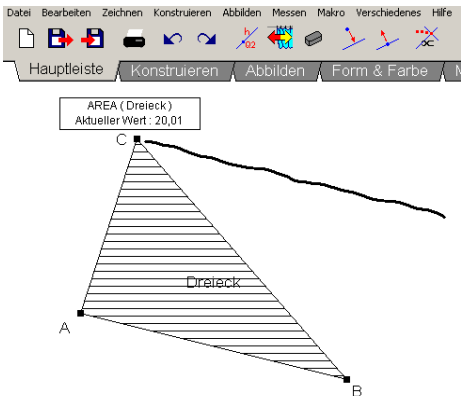 Datei Bearbeiten Zeichnen Konstruieren Abbilden Messen Makro Verschiedenes Hilfe
h
02
Hauptleiste Konstruieren Abbilden Form & Farbe M
AREA ( Dreieck )
Aktueller Wert : 20,01
C
Dreieck
A
B